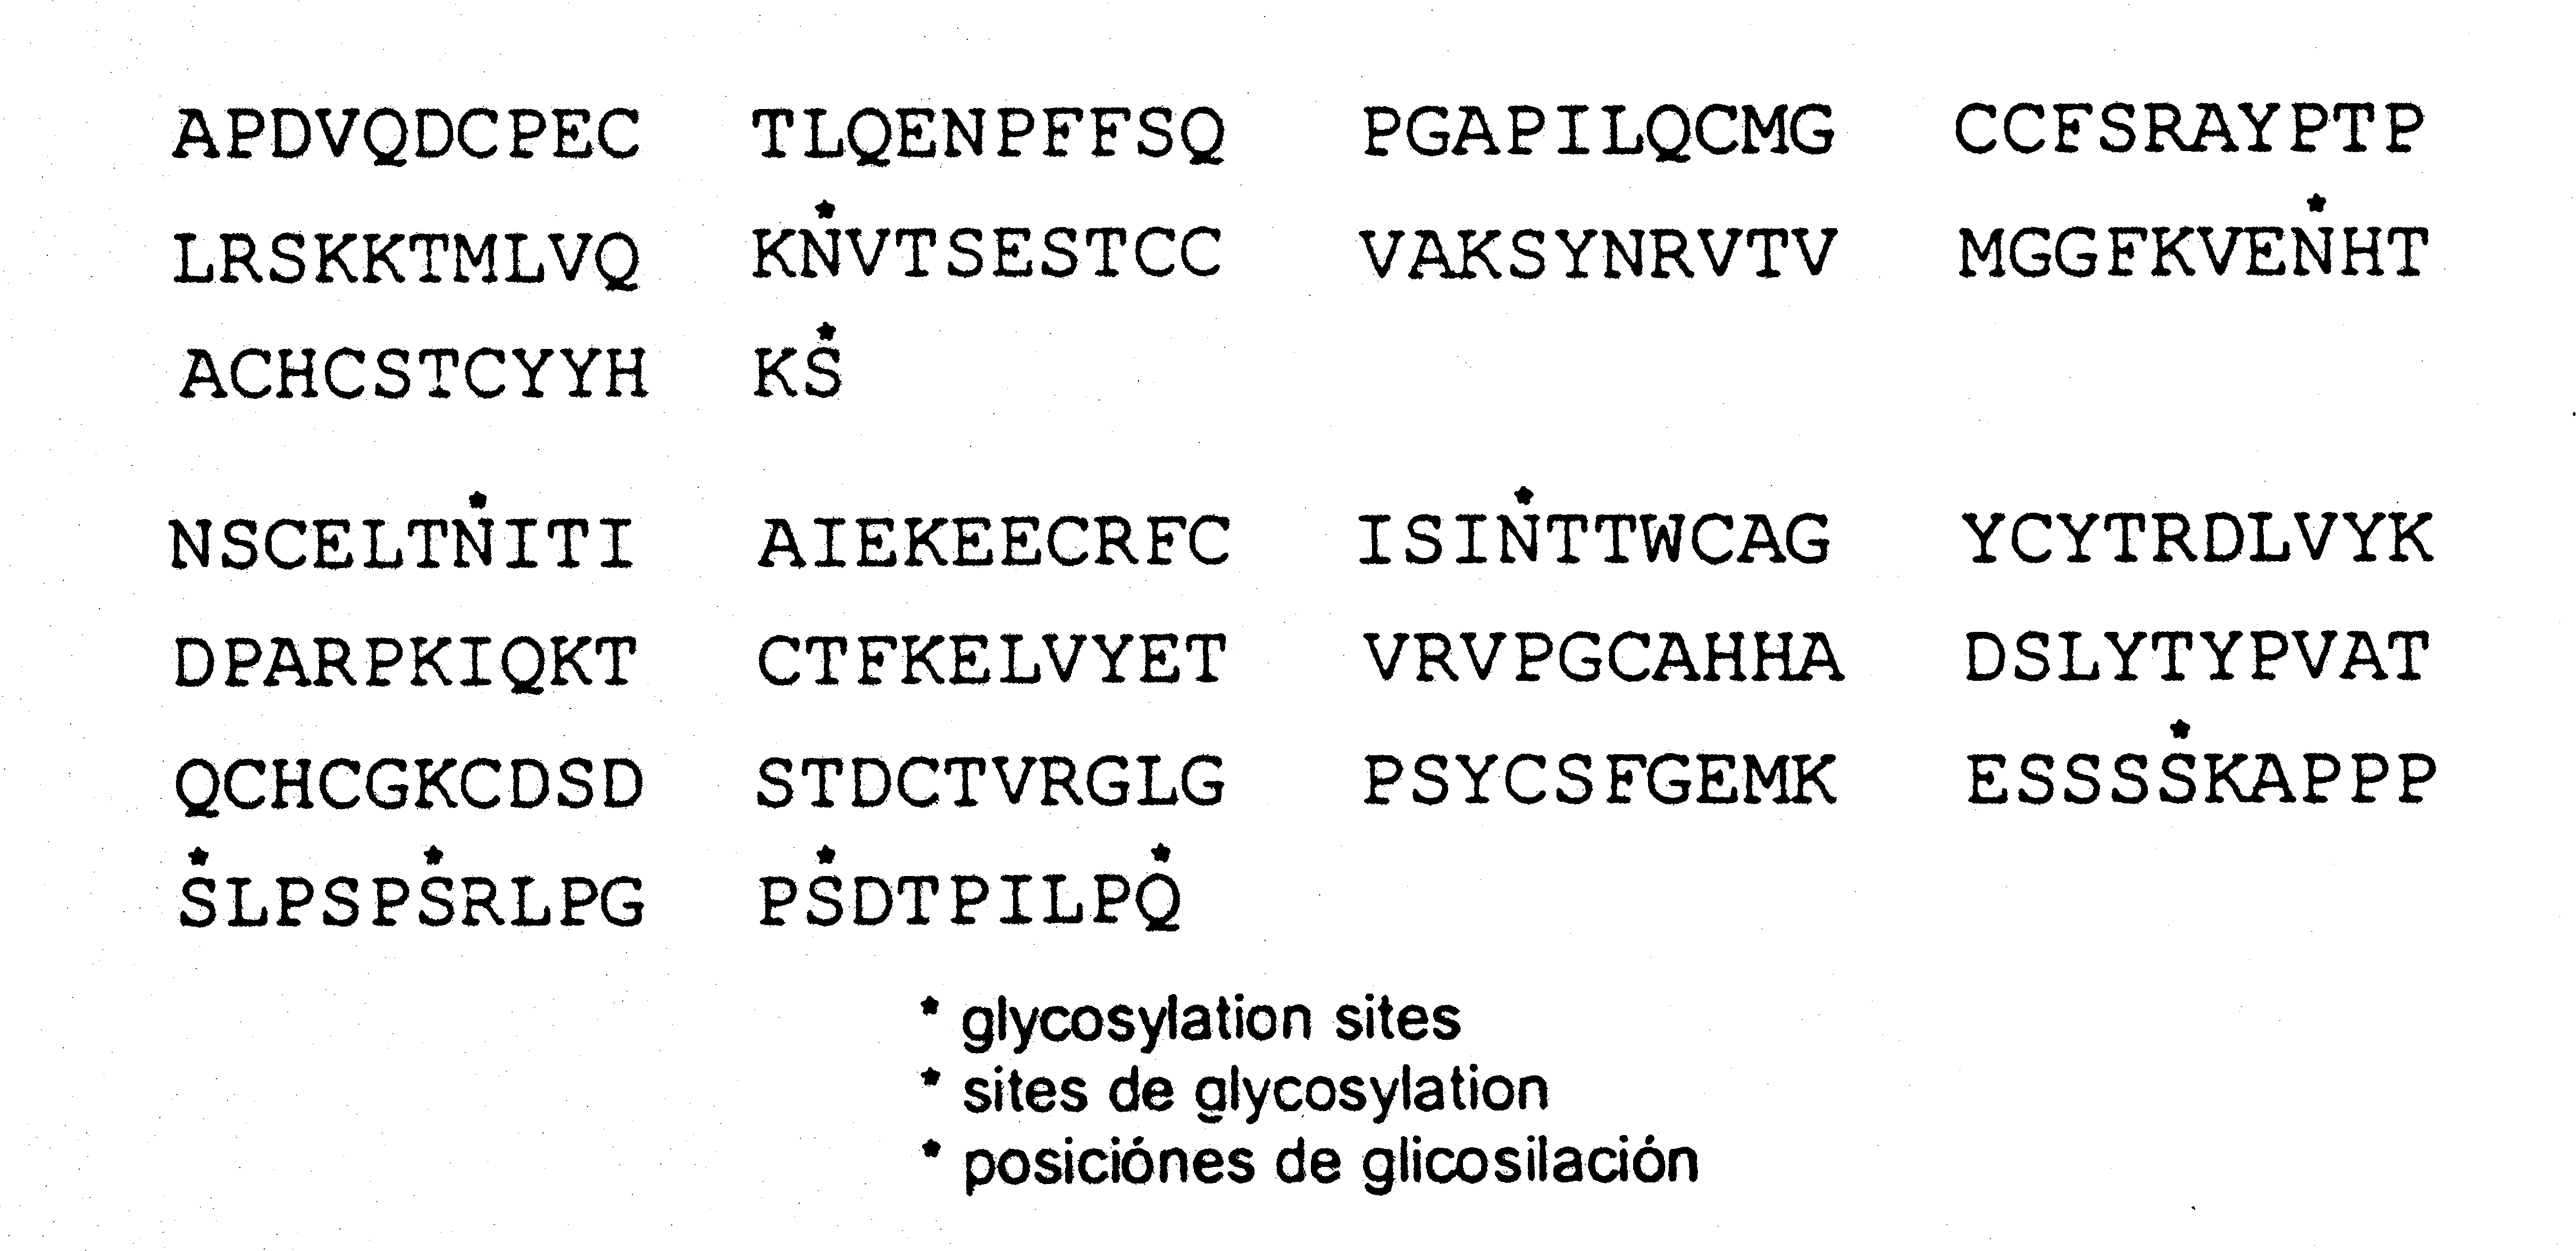 APDVQDCPEC TLQENPFFSQ PGAPILQCMG CCFSRAYPTP
LRSKKTMLVQ KN*VTSESTCC VAKSYNRVTV MGGFKVEN*HT
ACHCSTCYYH KS*
NSCELTN*ITI AIEKEECRFC ISIN*TTWCAG YCYTRDLVYK
DPARPKIQKT CTFKELVYET VRVPGCAHHA DSLYTYPVAT
QCHCGKCDSD STDCTVRGLG PSYCSFGEMK ESSSS*KAPPP
S*LPSPS*RLPG PS*DTPILPQ*
* glycosylation sites
* sites de glycosylation
* posiciónes de glicosilación